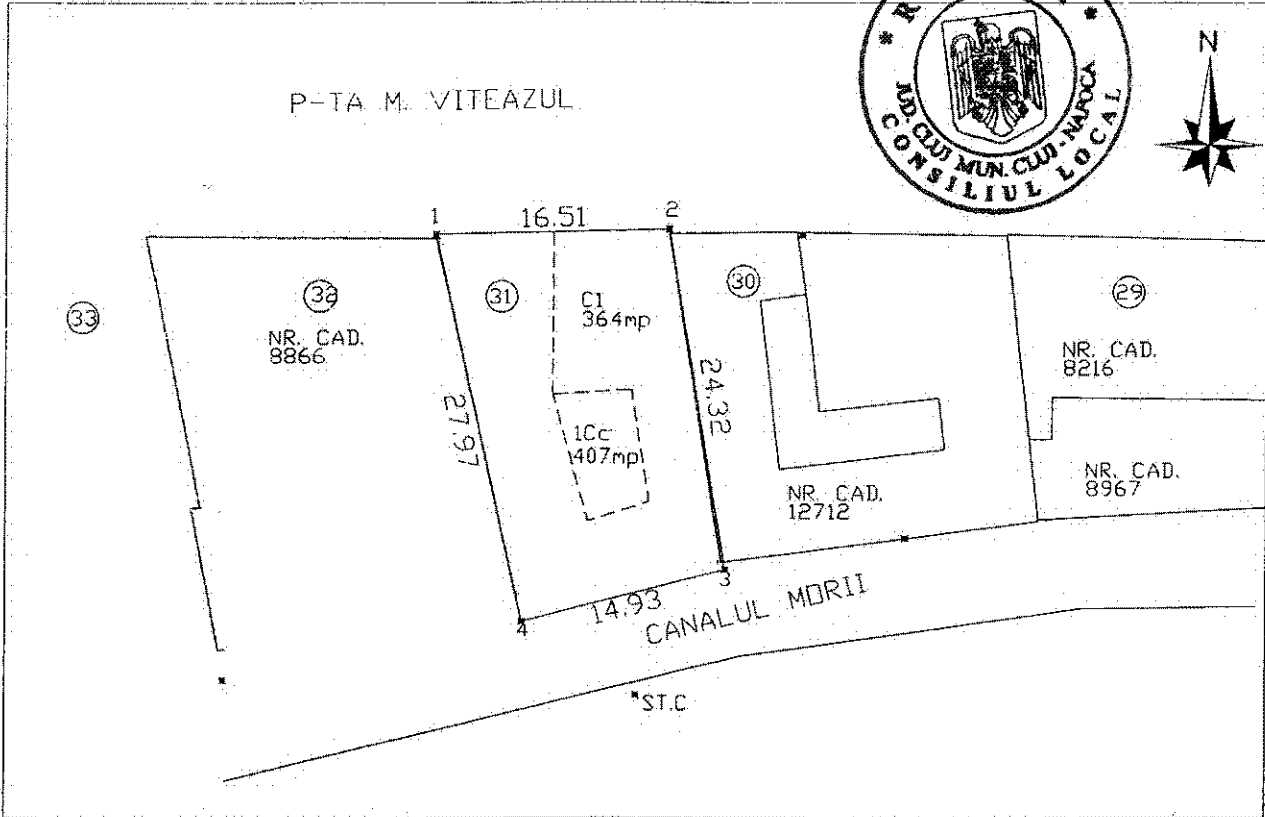 R
JUD. CLUJ MUN. CLUJ - NAPOCA
CONSILIUL LOCAL
N
P-TA M. VITEAZUL
1
16.51
2
33
32
NR. CAD.
8866
31
C1
364mp
30
29
NR. CAD.
8216
27.97
24.32
1Cc
407mp
NR. CAD.
12712
NR. CAD.
8967
3
14.93
4
CANALUL MORII
ST.C